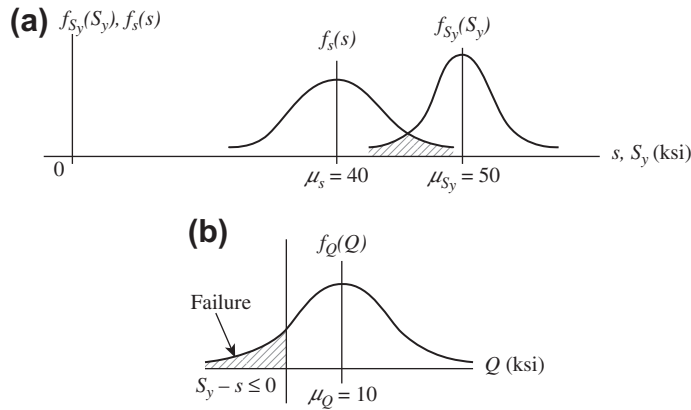 (a)
f_{S_y}(S_y), f_s(s)
f_s(s)
f_{S_y}(S_y)
0
μ_s = 40
μ_{S_y} = 50
s, S_y (ksi)
(b)
f_Q(Q)
Failure
Q (ksi)
S_y – s ≤ 0
μ_Q = 10